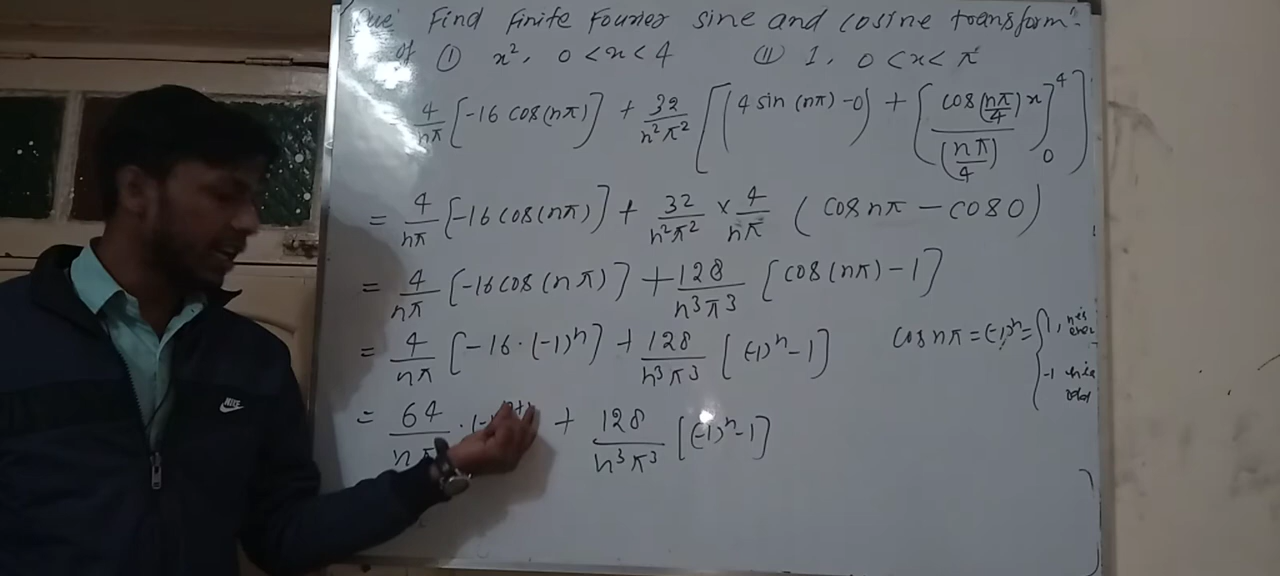 Que: Find Finite Fourier sine and cosine transform
of ① x², 0 < x < 4   ② 1, 0 < x < π
4/nπ [-16 cos(nπ)] + 32/n²π² [(4 sin(nπ) - 0) + [cos(nπ/4)x / (nπ/4)]₀⁴]
= 4/nπ [-16 cos(nπ)] + 32/n²π² × 4/nπ (cos nπ - cos 0)
= 4/nπ [-16 cos(nπ)] + 128/n³π³ [cos(nπ) - 1]
= 4/nπ [-16 · (-1)ⁿ] + 128/n³π³ [(-1)ⁿ - 1]
cos nπ = (-1)ⁿ = { 1, n is even
-1 n is odd
= 64/nπ · (-1)ⁿ⁺¹ + 128/n³π³ [(-1)ⁿ - 1]
NIKE